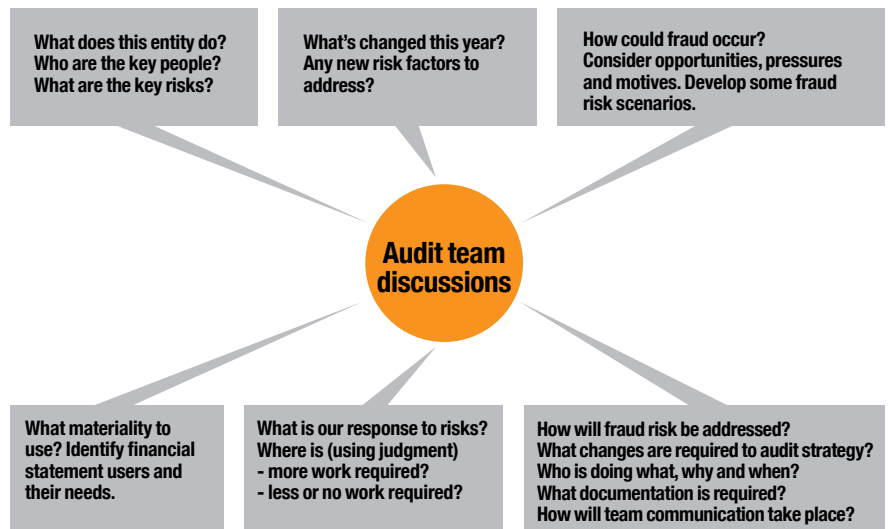 What does this entity do?
Who are the key people?
What are the key risks?
What’s changed this year?
Any new risk factors to
address?
How could fraud occur?
Consider opportunities, pressures
and motives. Develop some fraud
risk scenarios.
Audit team
discussions
What materiality to
use? Identify financial
statement users and
their needs.
What is our response to risks?
Where is (using judgment)
- more work required?
- less or no work required?
How will fraud risk be addressed?
What changes are required to audit strategy?
Who is doing what, why and when?
What documentation is required?
How will team communication take place?